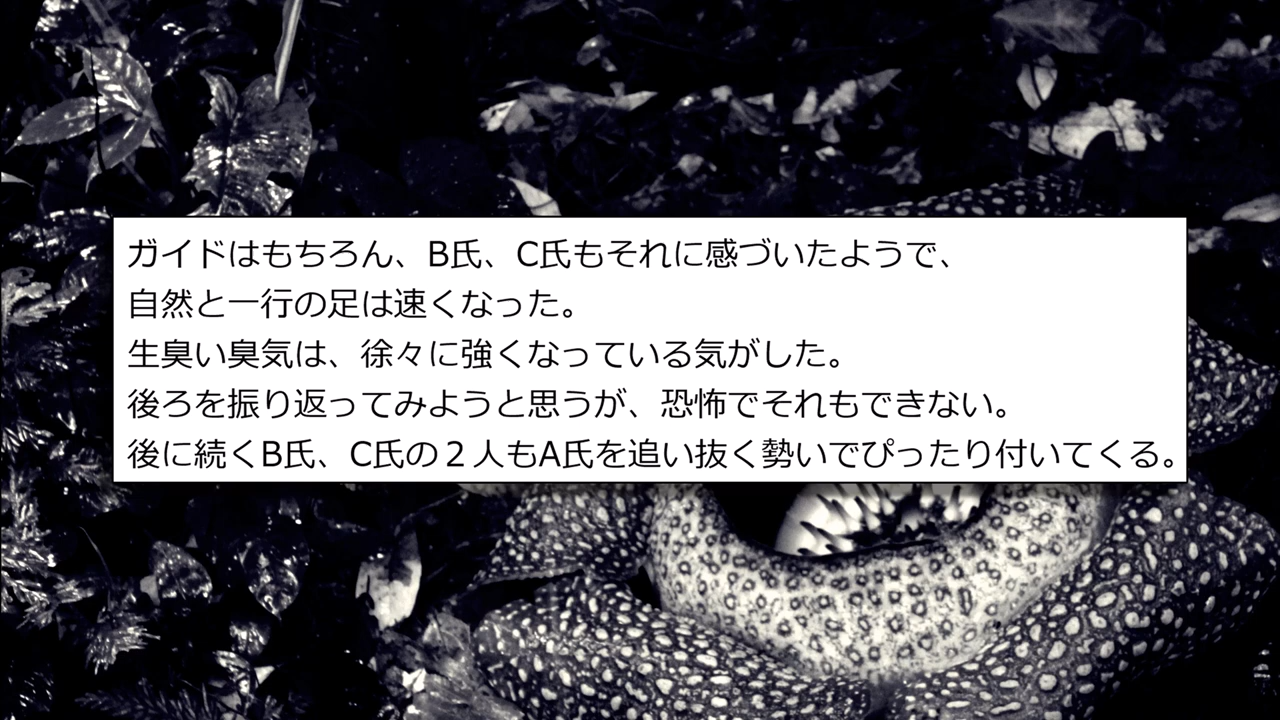 ガイドはもちろん、B氏、C氏もそれに感づいたようで、
自然と一行の足は速くなった。
生臭い臭気は、徐々に強くなっている気がした。
後ろを振り返ってみようと思うが、恐怖でそれもできない。
後に続くB氏、C氏の２人もA氏を追い抜く勢いでぴったり付いてくる。